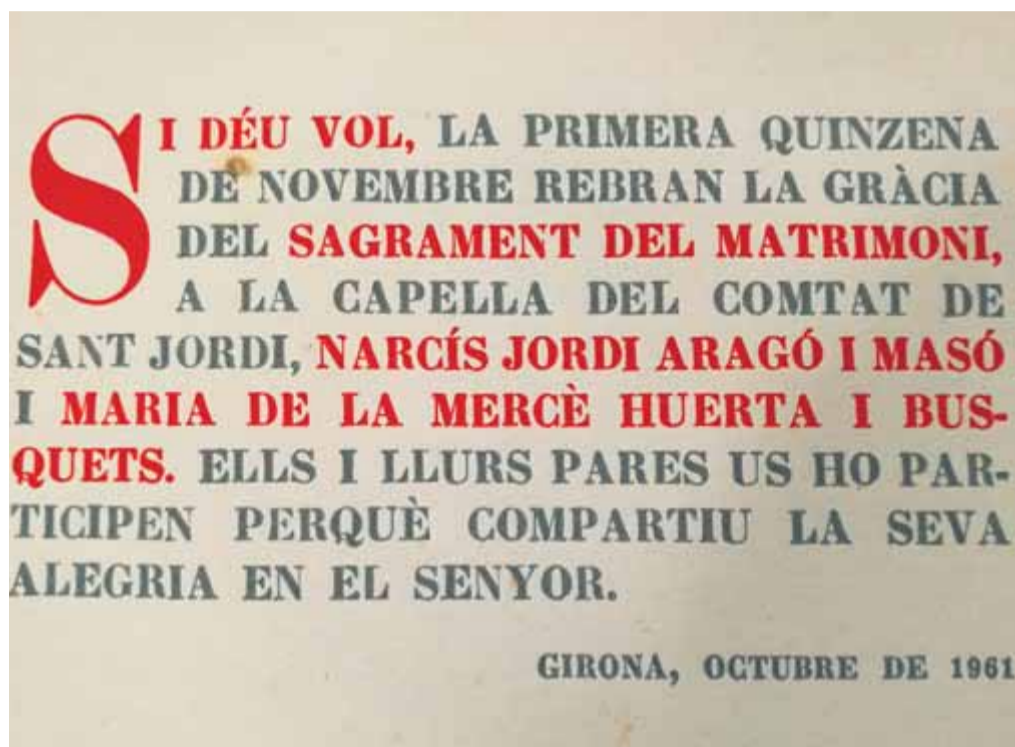 SI DÉU VOL, LA PRIMERA QUINZENA
DE NOVEMBRE REBRAN LA GRÀCIA
DEL SAGRAMENT DEL MATRIMONI,
A LA CAPELLA DEL COMTAT DE
SANT JORDI, NARCÍS JORDI ARAGÓ I MASÓ
I MARIA DE LA MERCÈ HUERTA I BUS-
QUETS. ELLS I LLURS PARES US HO PAR-
TICIPEN PERQUÈ COMPARTIU LA SEVA
ALEGRIA EN EL SENYOR.
GIRONA, OCTUBRE DE 1961